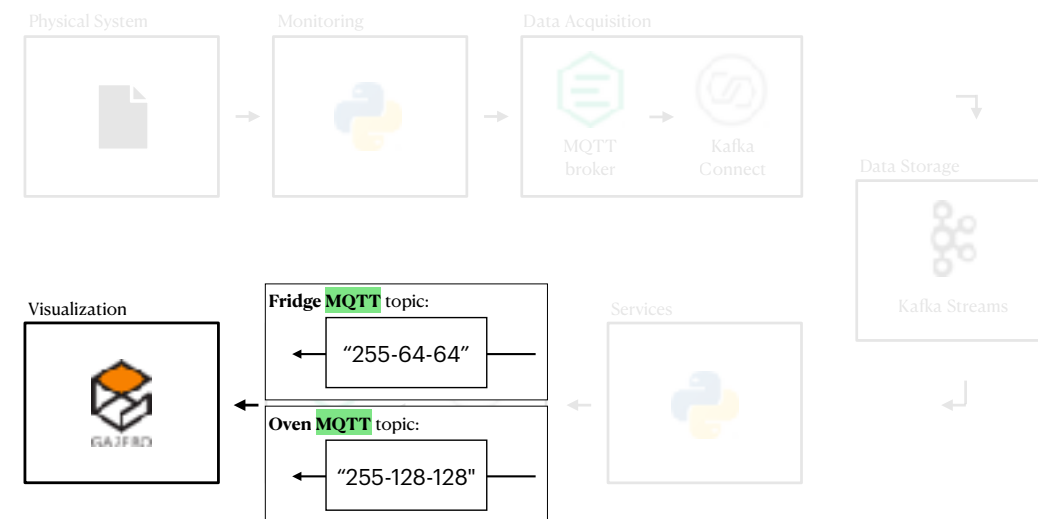 Physical System
Monitoring
Data Acquisition
MQTT
broker
Kafka
Connect
Data Storage
Kafka Streams
Visualization
GAZEBO
Fridge MQTT topic:
“255-64-64”
Oven MQTT topic:
“255-128-128"
Services